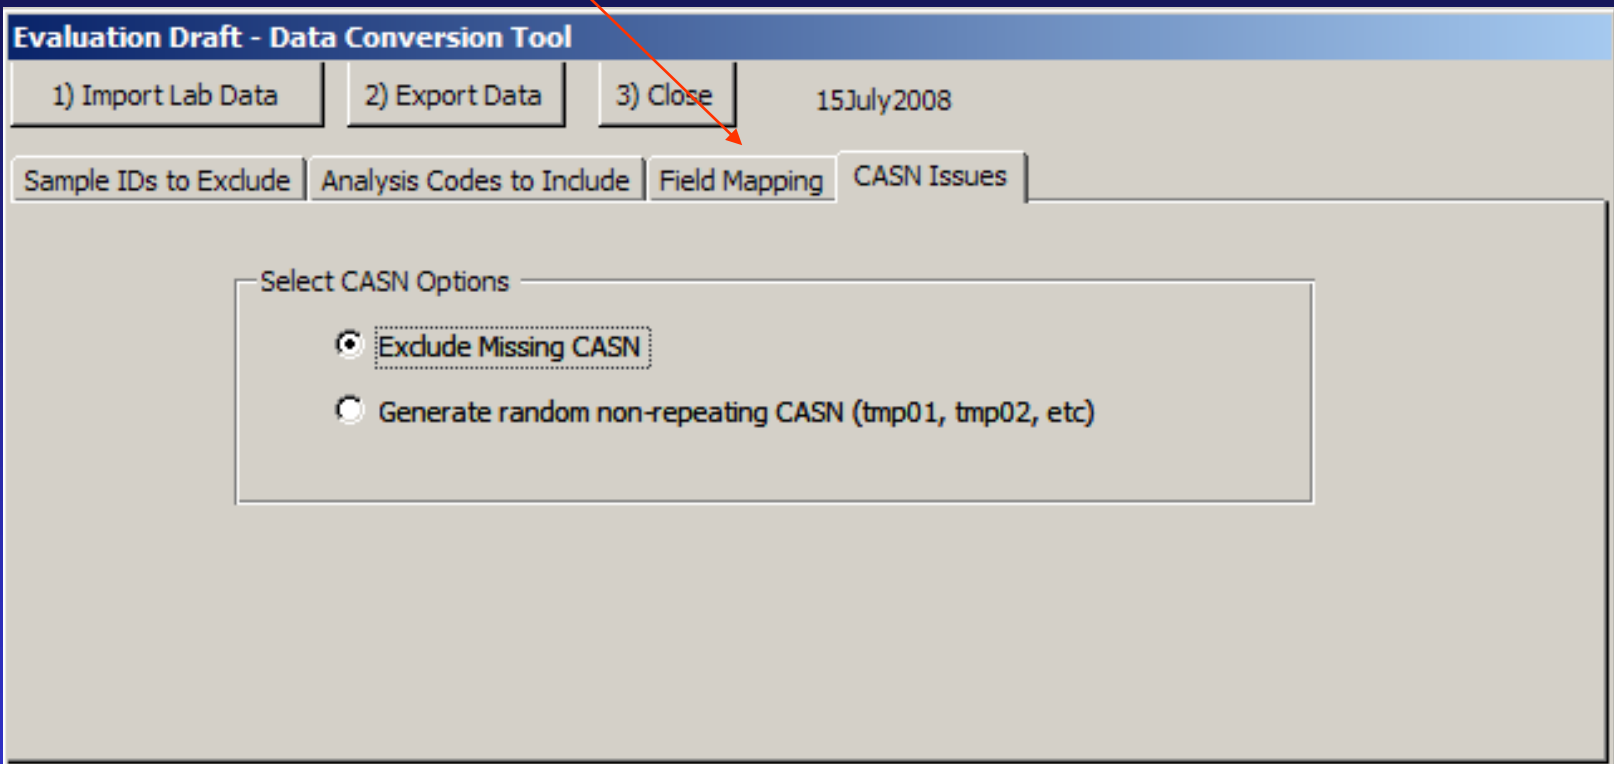 Evaluation Draft - Data Conversion Tool
1) Import Lab Data 2) Export Data 3) Close 15July2008
Sample IDs to Exclude Analysis Codes to Include Field Mapping CASN Issues
Select CASN Options
Exclude Missing CASN
Generate random non-repeating CASN (tmp01, tmp02, etc)